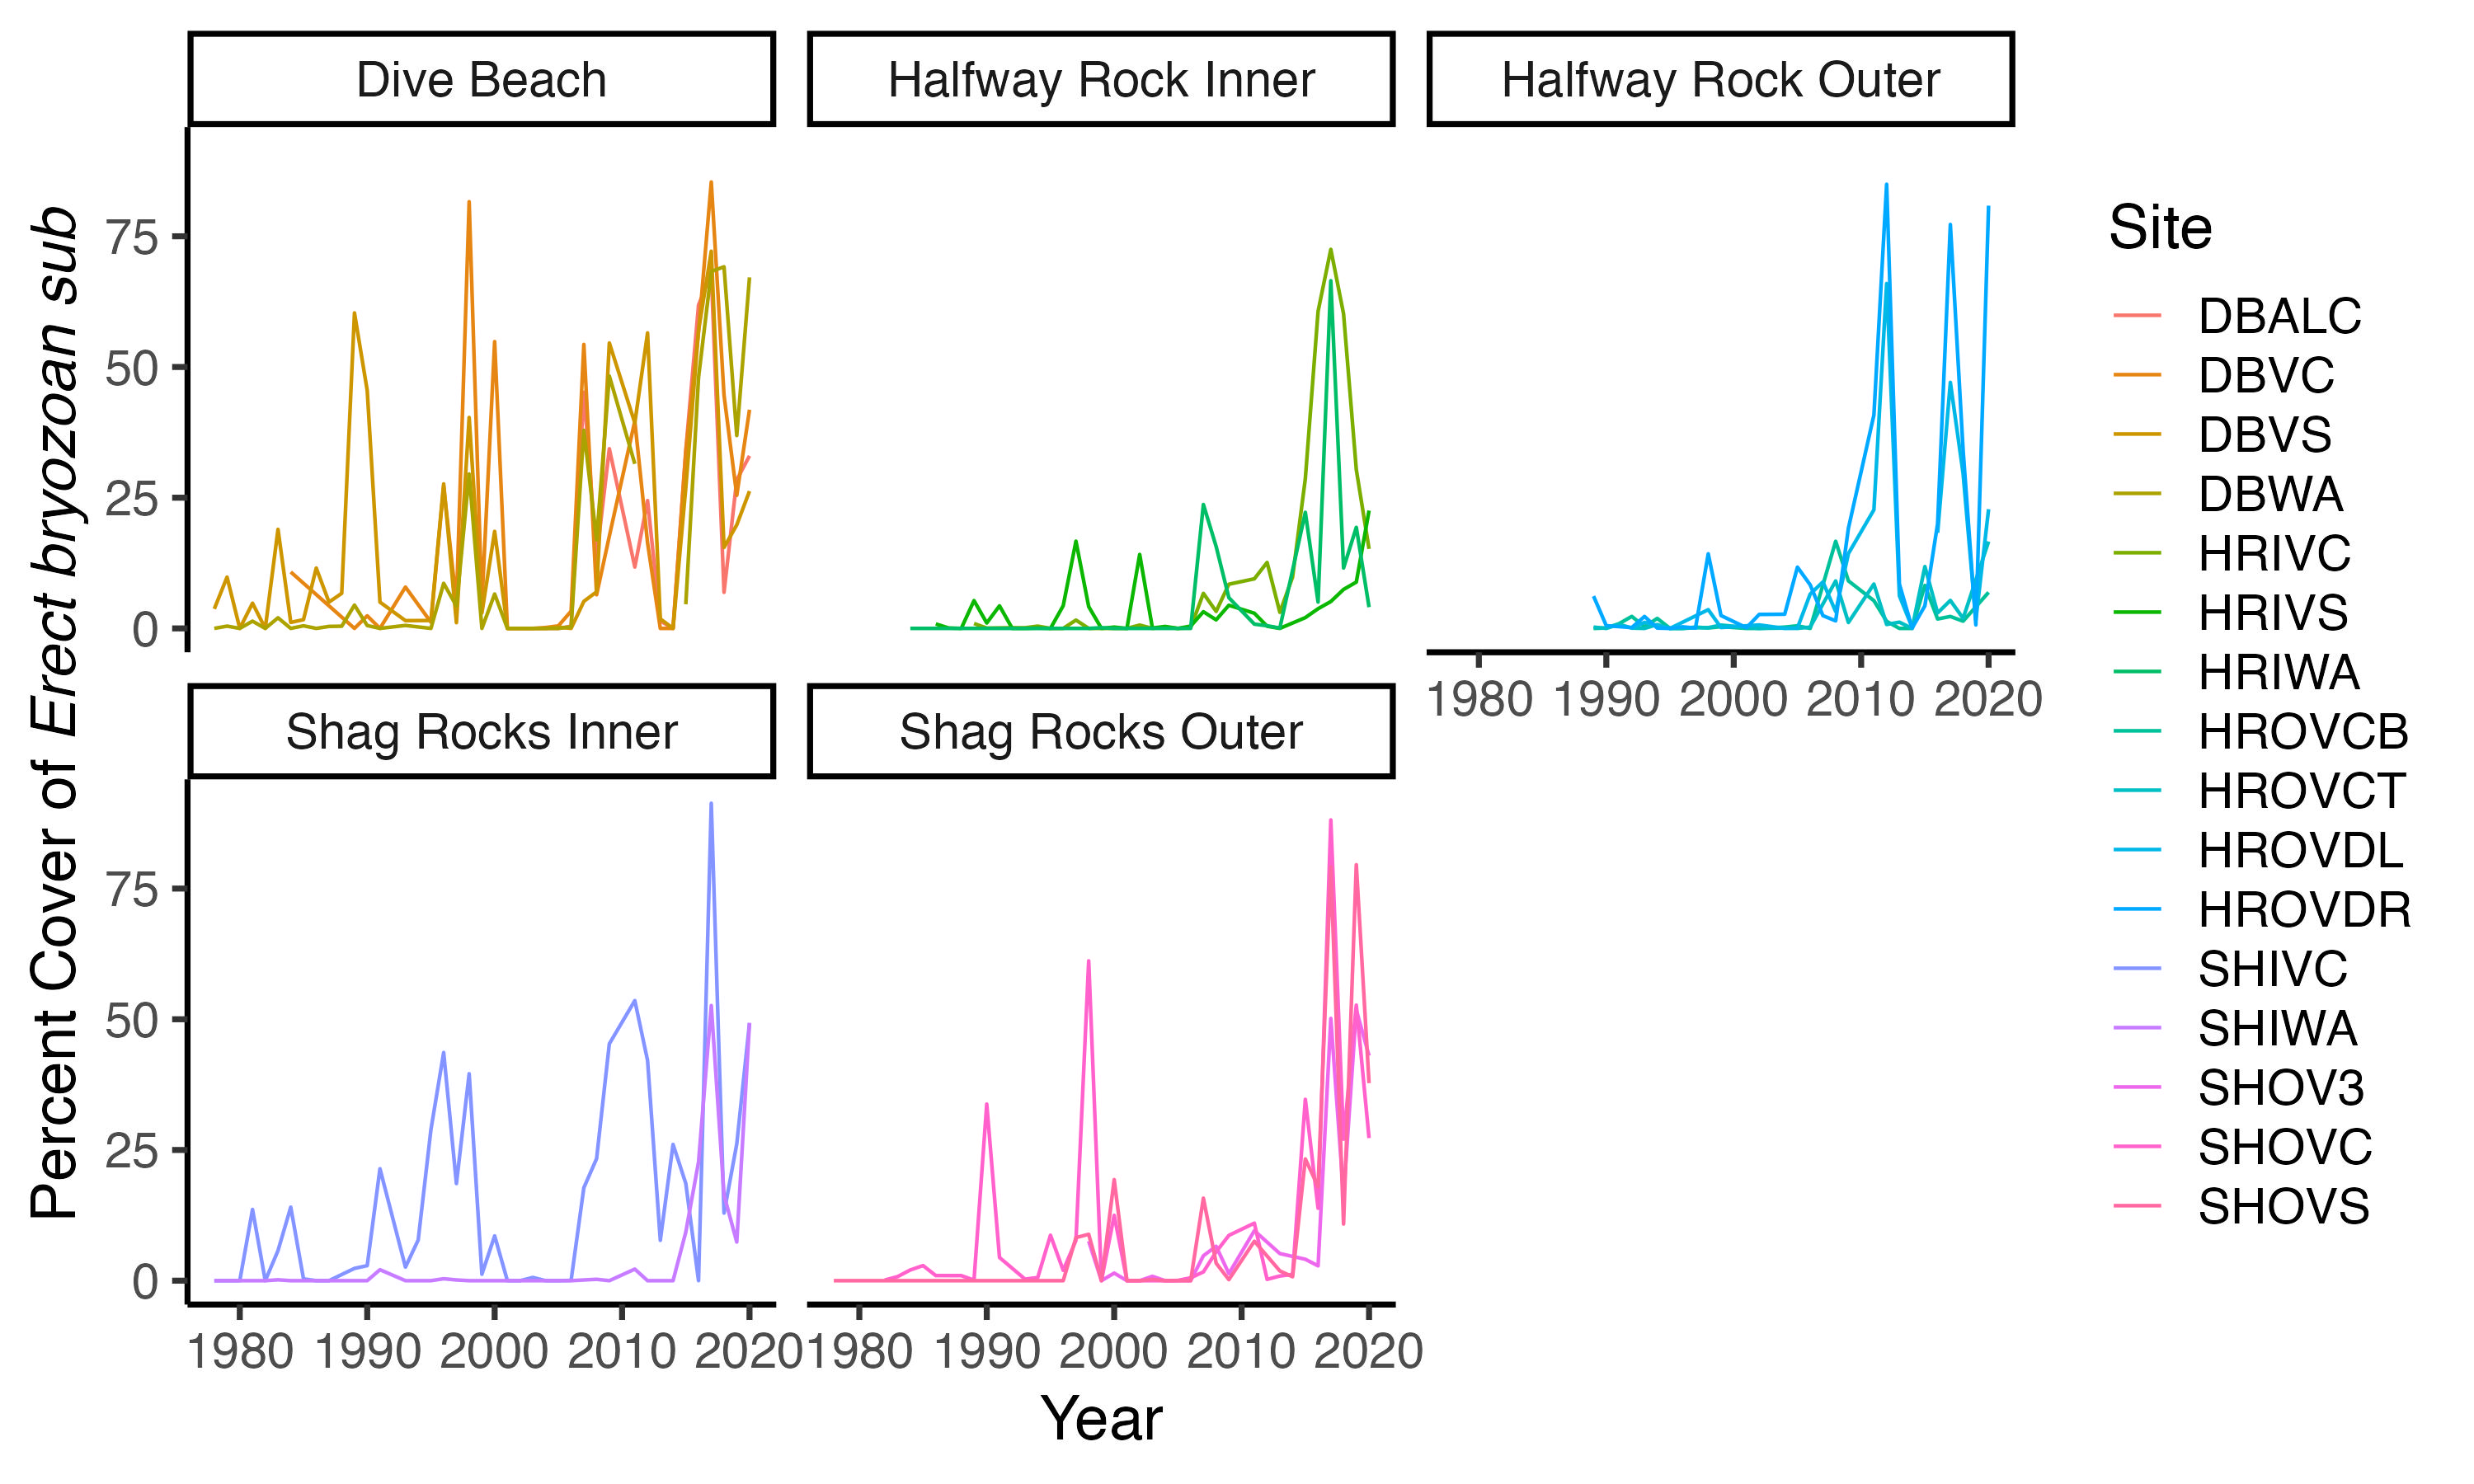 Dive Beach
Halfway Rock Inner
Halfway Rock Outer
75
50
25
0
1980 1990 2000 2010 2020
Shag Rocks Inner
Shag Rocks Outer
75
50
25
0
1980 1990 2000 2010 2020
1980 1990 2000 2010 2020
Year
Percent Cover of Erect bryozoan sub
Site
DBALC
DBVC
DBVS
DBWA
HRIVC
HRIVS
HRIWA
HROVCB
HROVCT
HROVDL
HROVDR
SHIVC
SHIWA
SHOV3
SHOVC
SHOVS